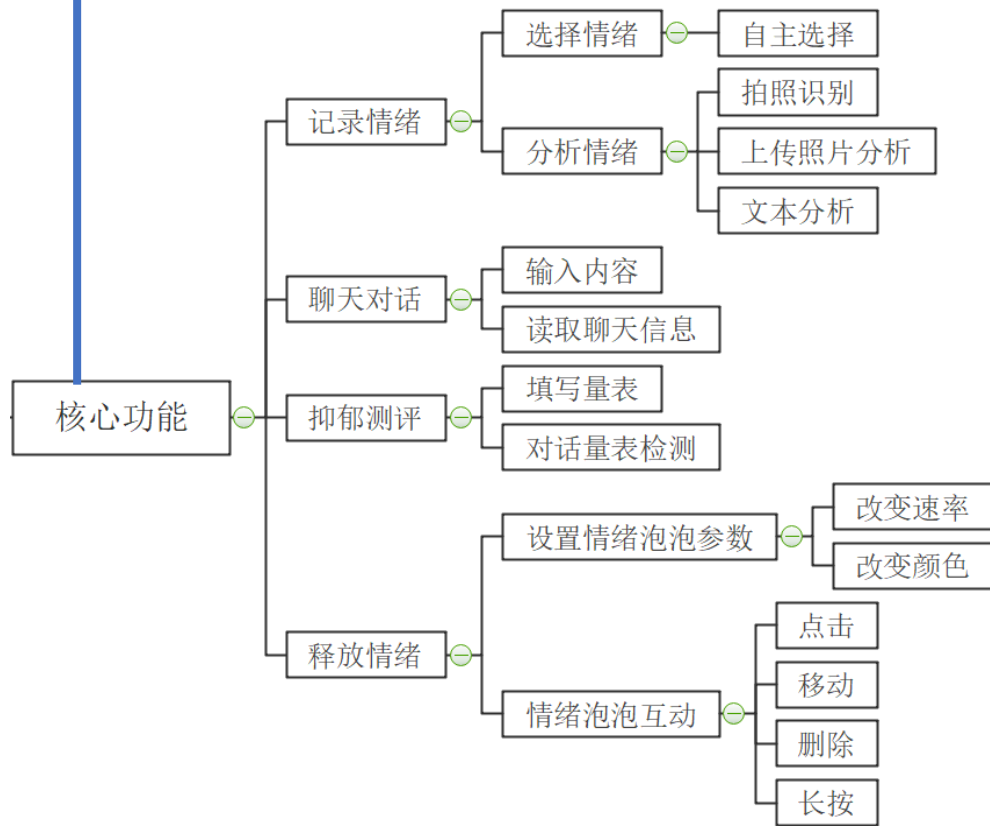 核心功能
记录情绪
选择情绪
自主选择
分析情绪
拍照识别
上传照片分析
文本分析
聊天对话
输入内容
读取聊天信息
抑郁测评
填写量表
对话量表检测
释放情绪
设置情绪泡泡参数
改变速率
改变颜色
情绪泡泡互动
点击
移动
删除
长按